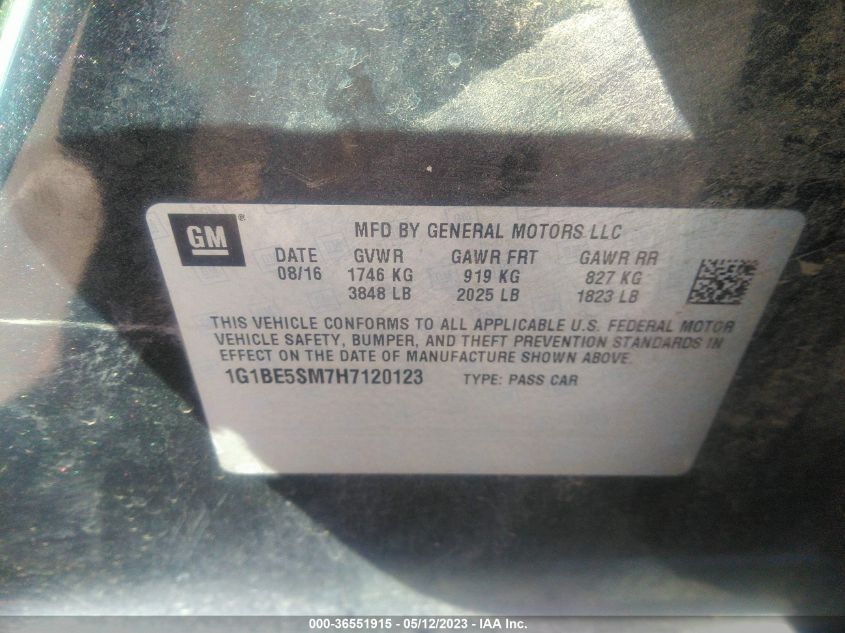 GM®
MFD BY GENERAL MOTORS LLC
DATE GVWR GAWR FRT GAWR RR
08/16 1746 KG 919 KG 827 KG
3848 LB 2025 LB 1823 LB
THIS VEHICLE CONFORMS TO ALL APPLICABLE U.S. FEDERAL MOTOR
VEHICLE SAFETY, BUMPER, AND THEFT PREVENTION STANDARDS IN
EFFECT ON THE DATE OF MANUFACTURE SHOWN ABOVE.
1G1BE5SM7H7120123 TYPE: PASS CAR
000-36551915 - 05/12/2023 - IAA Inc.